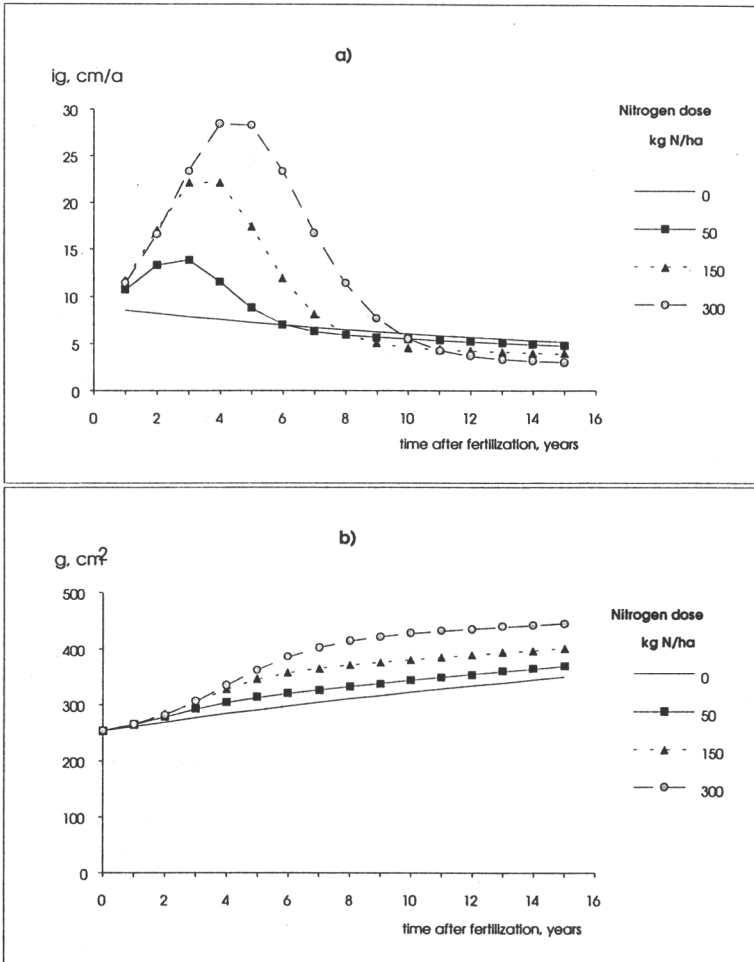 a)
ig, cm/a
30
25
20
15
10
5
0
0 2 4 6 8 10 12 14 16
time after fertilization, years
Nitrogen dose
kg N/ha
0
50
150
300
b)
g, cm2
500
400
300
200
100
0
0 2 4 6 8 10 12 14 16
time after fertilization, years
Nitrogen dose
kg N/ha
0
50
150
300